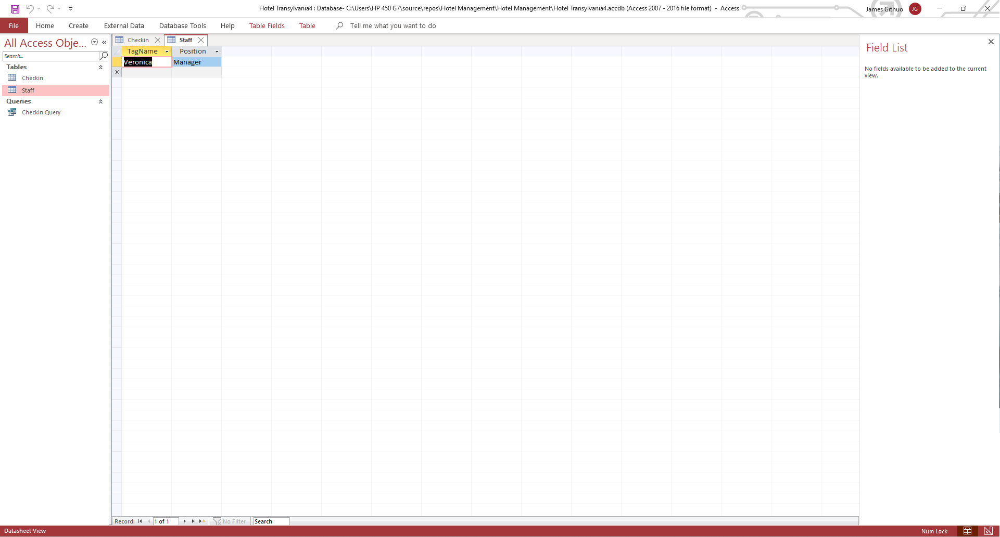 Hotel Transylvania4 : Database- C:\Users\HP 450 G7\source\repos\Hotel Management\Hotel Management\Hotel Transylvania4.accdb (Access 2007 - 2016 file format) - Access
James Githuo
JG
File Home Create External Data Database Tools Help Table Fields Table Tell me what you want to do
All Access Obje...
Search...
Tables
Checkin
Staff
Queries
Checkin Query
Checkin Staff
TagName Position
Veronica Manager
Field List
No fields available to be added to the current
view.
Record: 1 of 1 No Filter Search
Datasheet View
Num Lock